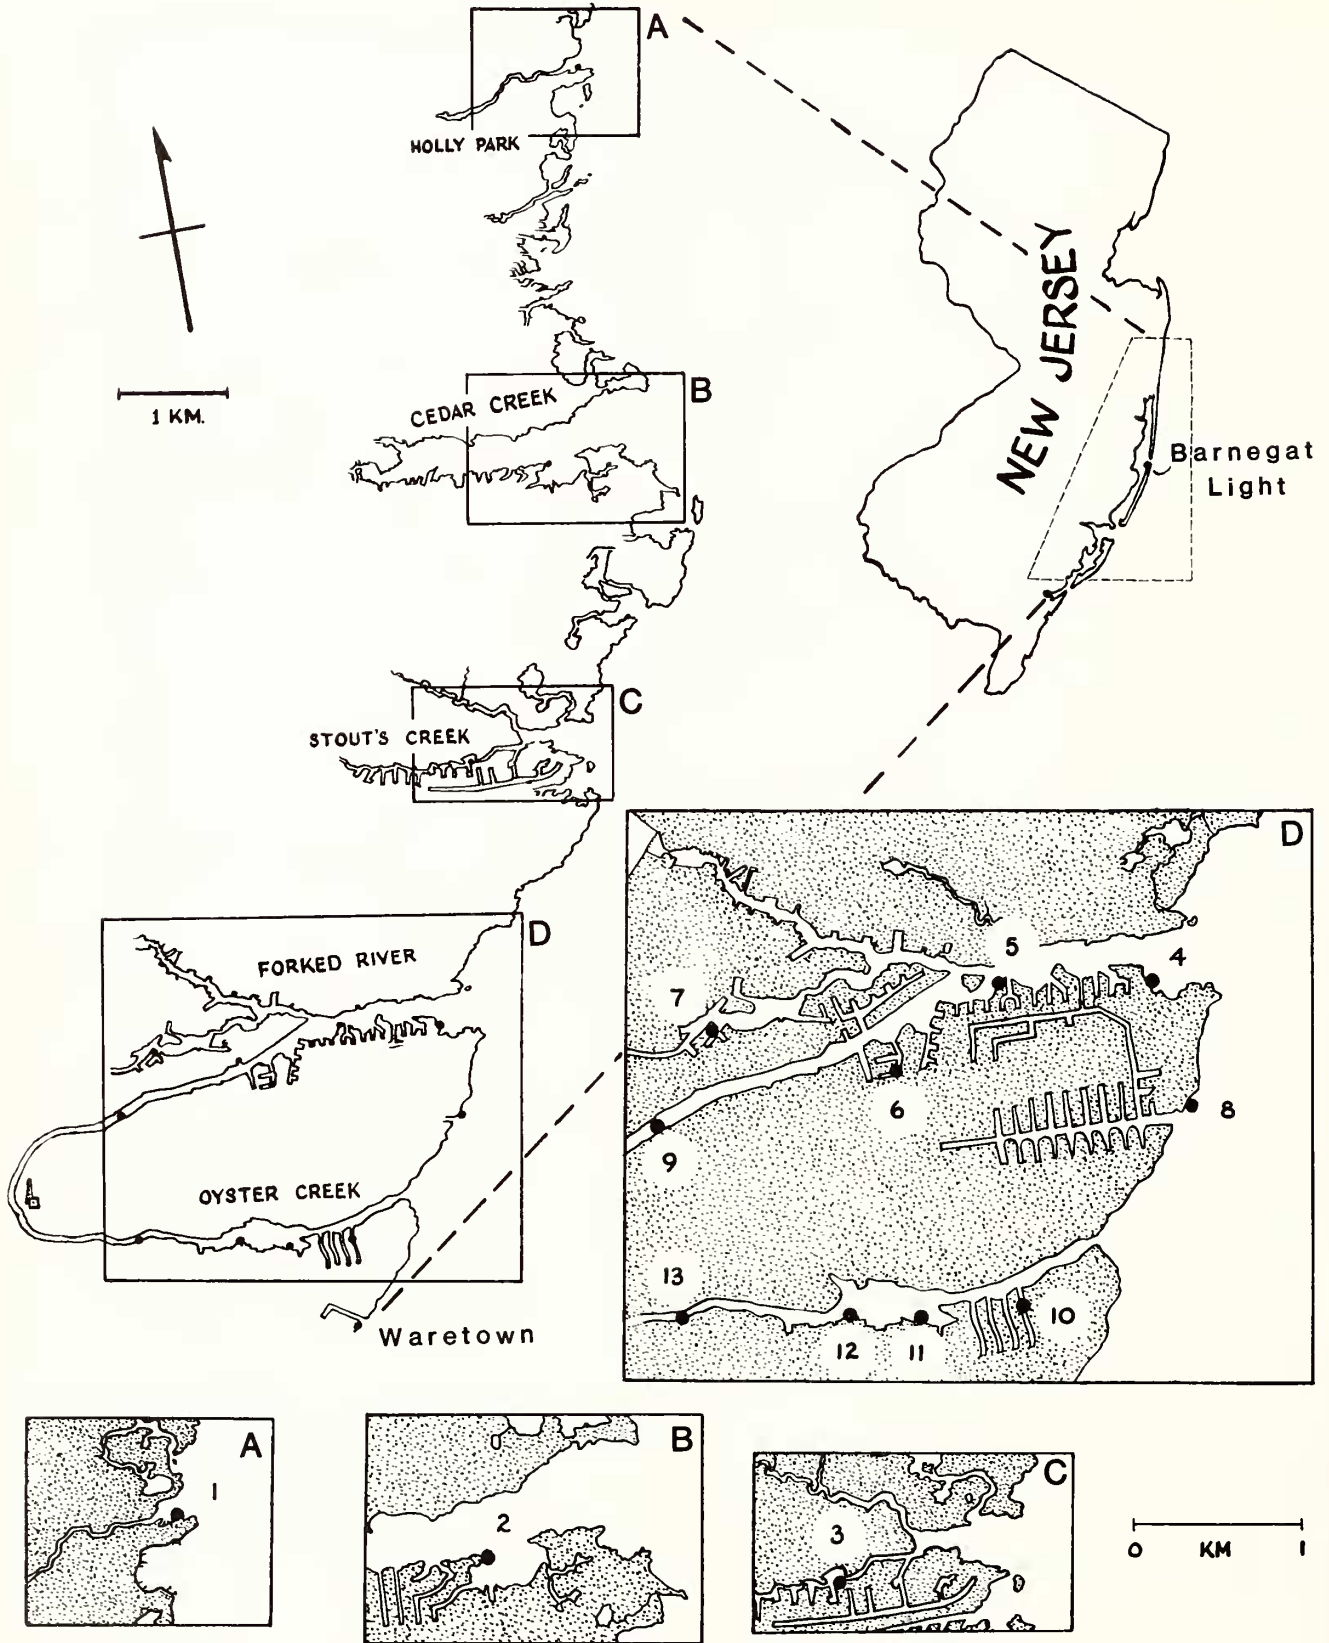 A
HOLLY PARK
1 KM.
CEDAR CREEK
B
NEW JERSEY
Barnegat
Light
C
STOUT'S CREEK
D
FORKED RIVER
OYSTER CREEK
Waretown
D
5
4
7
6
8
9
13
10
12
11
A
1
B
2
C
3
0 KM 1